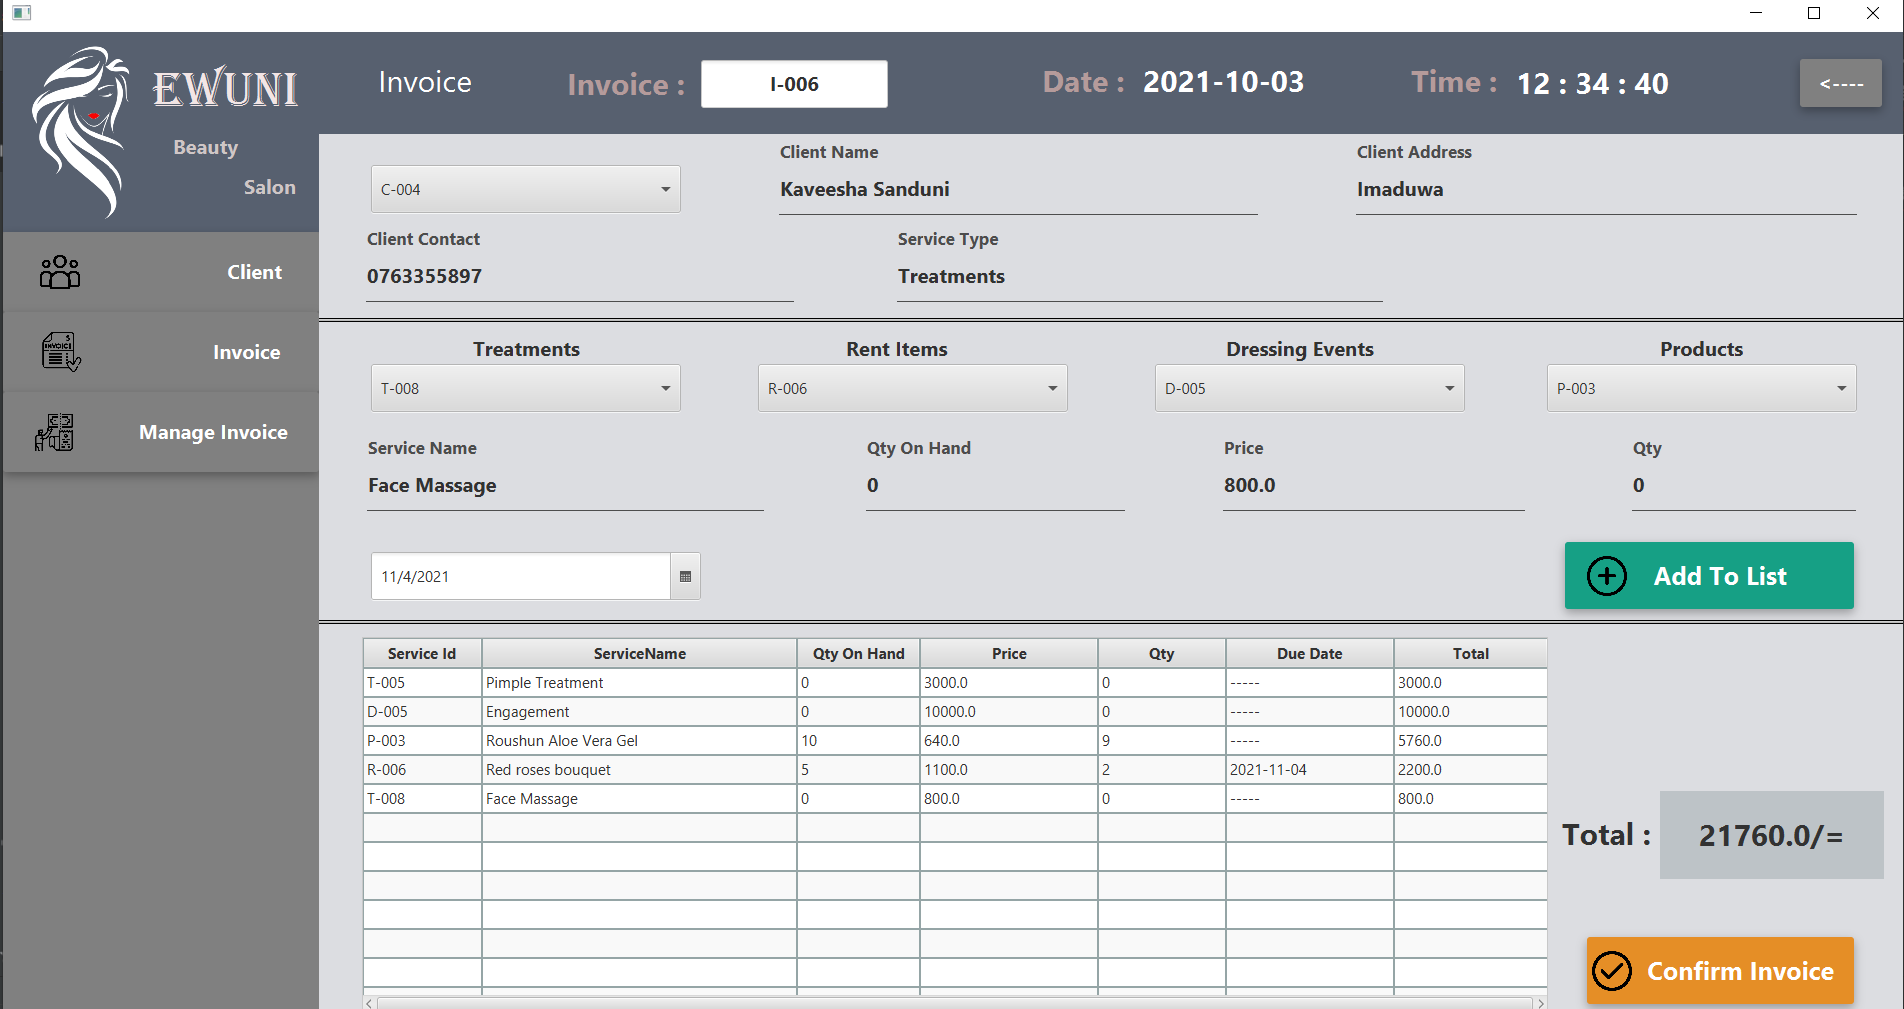 EWUNI
Beauty
Salon
Invoice
Invoice :
I-006
Date :
2021-10-03
Time :
12 : 34 : 40
<----
Client
Invoice
Manage Invoice
C-004
Client Name
Kaveesha Sanduni
Client Address
Imaduwa
Client Contact
0763355897
Service Type
Treatments
Treatments
Rent Items
Dressing Events
Products
T-008
R-006
D-005
P-003
Service Name
Qty On Hand
Price
Qty
Face Massage
0
800.0
0
11/4/2021
Add To List
Service Id ServiceName Qty On Hand Price Qty Due Date Total
T-005 Pimple Treatment 0 3000.0 0 ----- 3000.0
D-005 Engagement 0 10000.0 0 ----- 10000.0
P-003 Roushun Aloe Vera Gel 10 640.0 9 ----- 5760.0
R-006 Red roses bouquet 5 1100.0 2 2021-11-04 2200.0
T-008 Face Massage 0 800.0 0 ----- 800.0
Total : 21760.0/=
Confirm Invoice